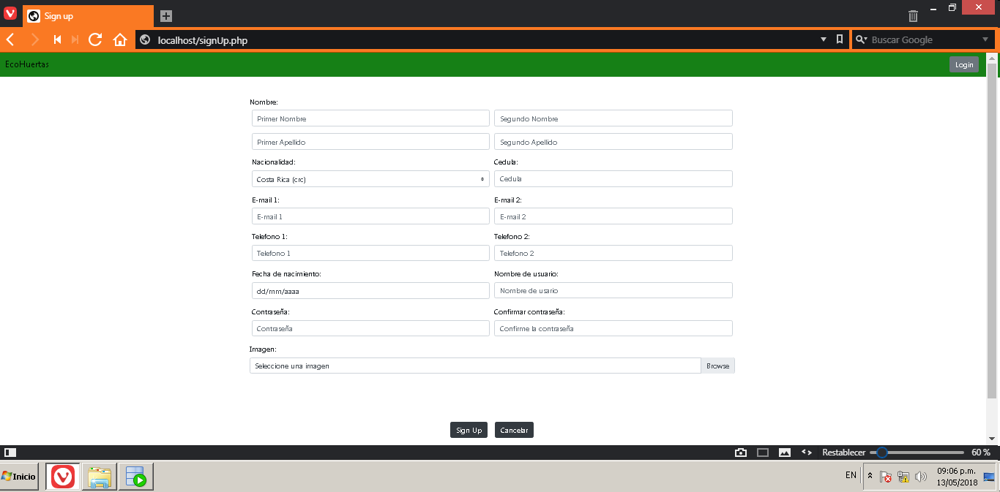 Sign up
localhost/signUp.php
Buscar Google
EcoHuertas
Login
Nombre:
Primer Nombre
Segundo Nombre
Primer Apellido
Segundo Apellido
Nacionalidad:
Cedula:
Costa Rica (crc)
Cedula
E-mail 1:
E-mail 2:
E-mail 1
E-mail 2
Telefono 1:
Telefono 2:
Telefono 1
Telefono 2
Fecha de nacimiento:
Nombre de usuario:
dd/mm/aaaa
Nombre de usario
Contraseña:
Confirmar contraseña:
Contraseña
Confirme la contraseña
Imagen:
Seleccione una imagen
Browse
Sign Up
Cancelar
Restablecer
60 %
Inicio
EN
09:06 p.m.
13/05/2018